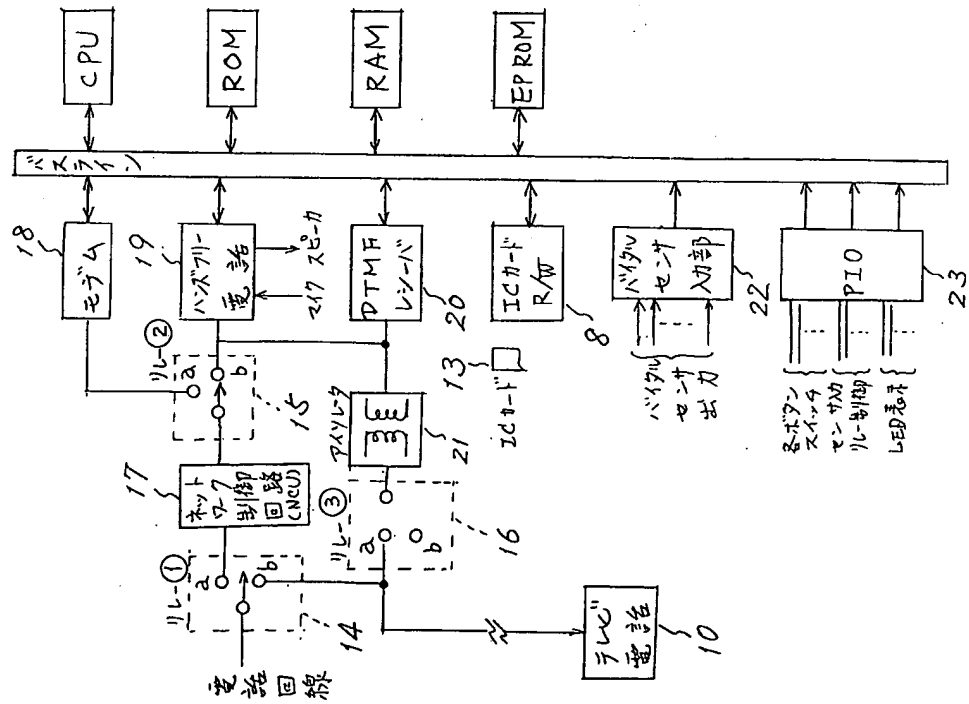 CPU
ROM
RAM
EPROM
バスライン
18
モデム
19
ハンズフリー
電話
マイク
スピーカ
DTMF
レシーバ
20
ICカード
R/W
8
13
ICカード
バイタル
センサ
入力部
22
バイタル
センサ
出力
PIO
23
各ボタン
スイッチ
センサ入力
リレー制御
LED表示
リレー②
a
b
15
アイソレータ
21
17
ネット
ワーク
制御
回路
(NCU)
リレー③
a
b
16
リレー①
a
b
14
電話回線
テレビ
電話
10